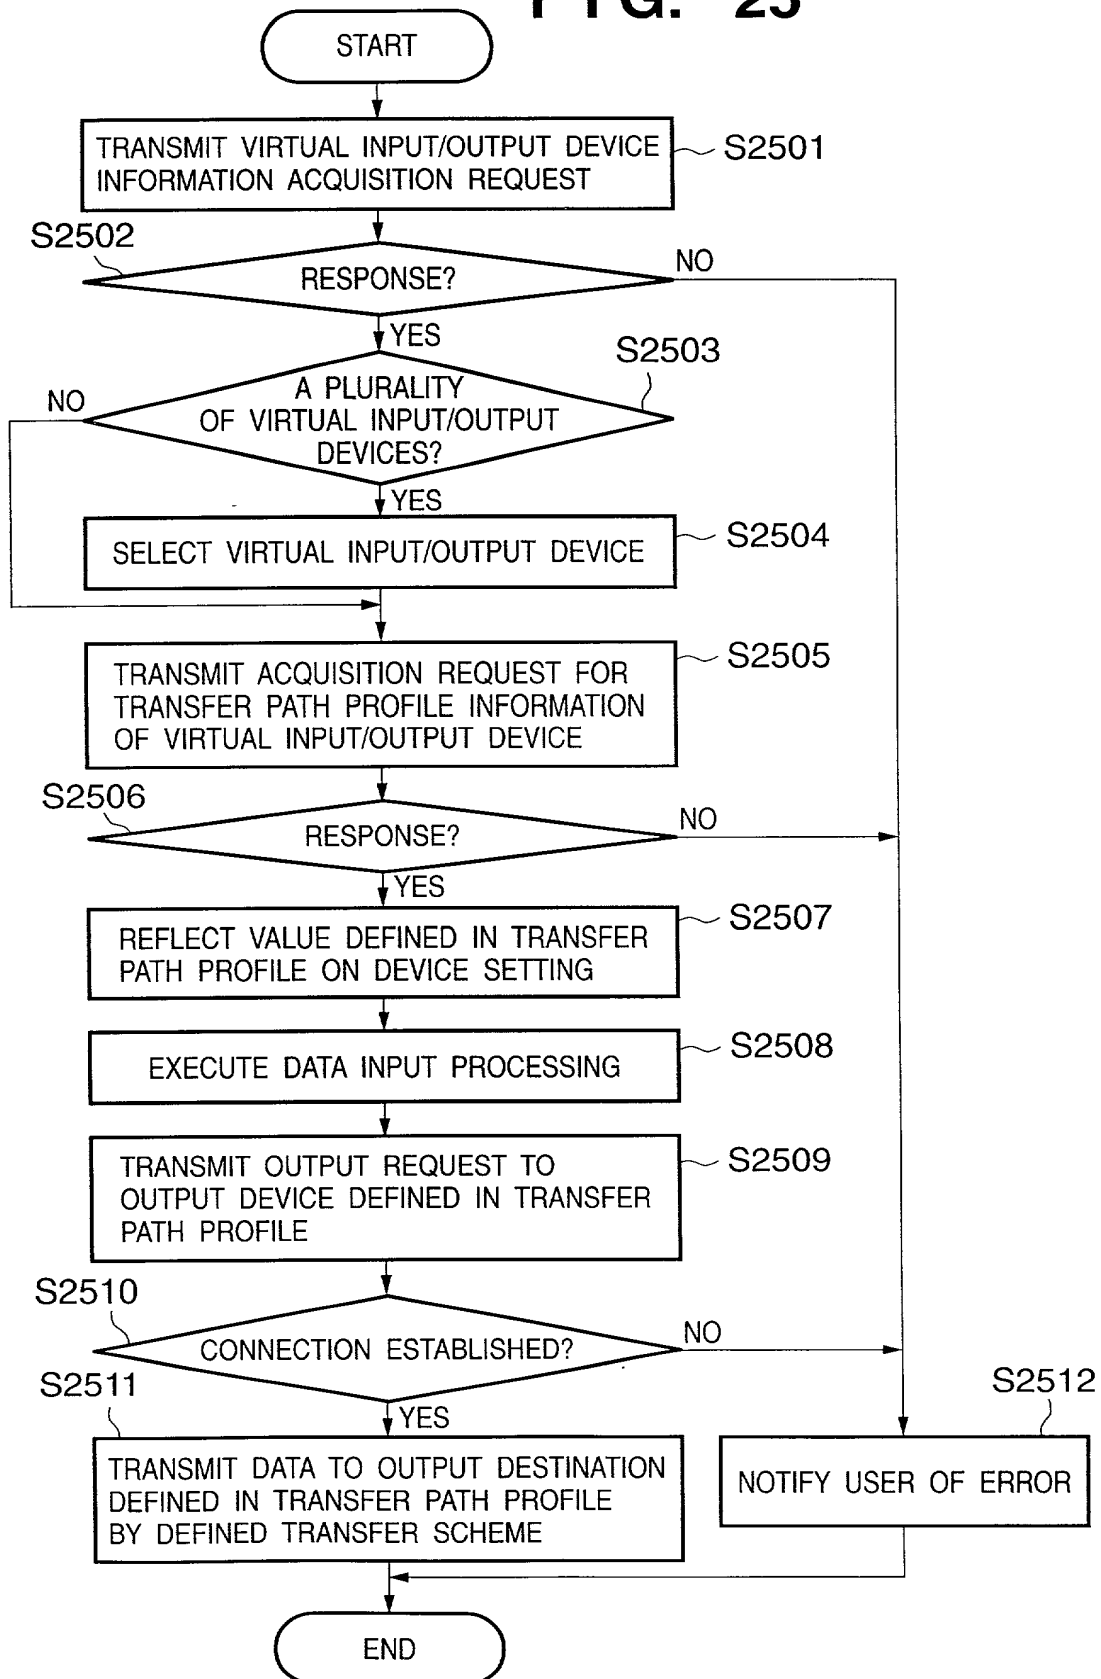 FIG. 25
START
TRANSMIT VIRTUAL INPUT/OUTPUT DEVICE
INFORMATION ACQUISITION REQUEST
S2501
S2502
RESPONSE?
NO
YES
S2503
A PLURALITY
OF VIRTUAL INPUT/OUTPUT
DEVICES?
NO
YES
SELECT VIRTUAL INPUT/OUTPUT DEVICE
S2504
TRANSMIT ACQUISITION REQUEST FOR
TRANSFER PATH PROFILE INFORMATION
OF VIRTUAL INPUT/OUTPUT DEVICE
S2505
S2506
RESPONSE?
NO
YES
REFLECT VALUE DEFINED IN TRANSFER
PATH PROFILE ON DEVICE SETTING
S2507
EXECUTE DATA INPUT PROCESSING
S2508
TRANSMIT OUTPUT REQUEST TO
OUTPUT DEVICE DEFINED IN TRANSFER
PATH PROFILE
S2509
S2510
CONNECTION ESTABLISHED?
NO
YES
S2511
TRANSMIT DATA TO OUTPUT DESTINATION
DEFINED IN TRANSFER PATH PROFILE
BY DEFINED TRANSFER SCHEME
S2512
NOTIFY USER OF ERROR
END